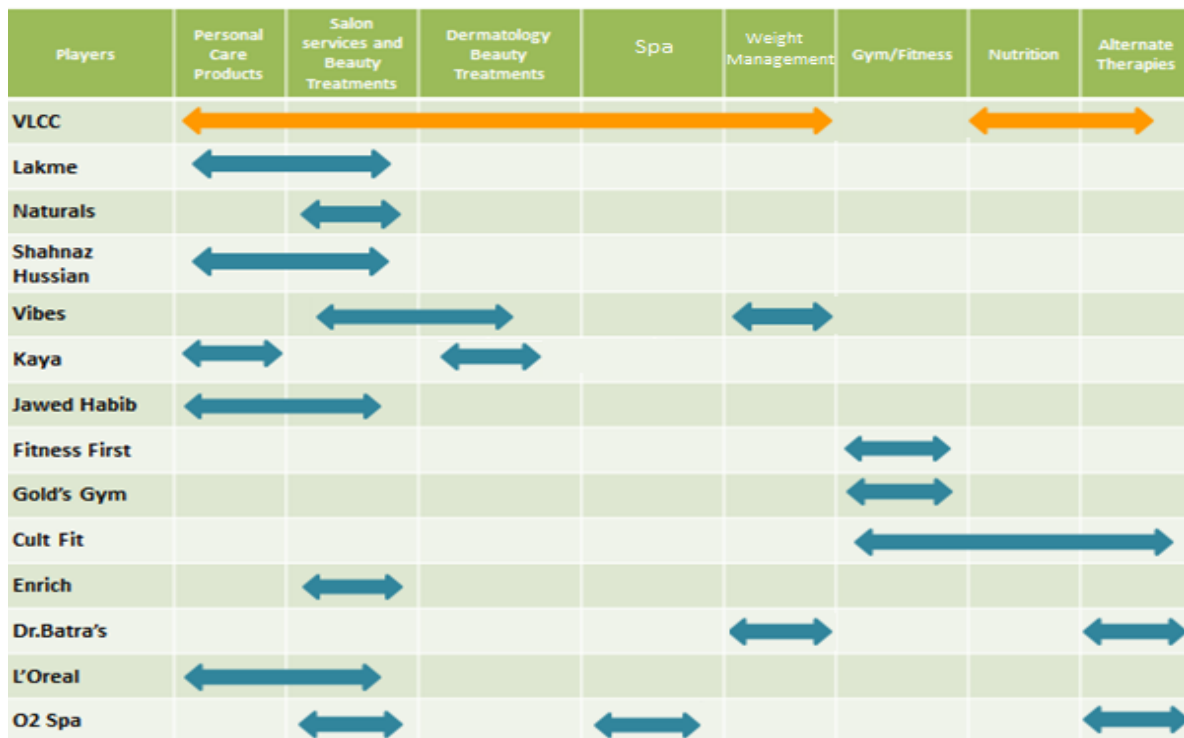 Players
Personal
Care
Products
Salon
services and
Beauty
Treatments
Dermatology
Beauty
Treatments
Spa
Weight
Management
Gym/Fitness
Nutrition
Alternate
Therapies
VLCC
Lakme
Naturals
Shahnaz
Hussian
Vibes
Kaya
Jawed Habib
Fitness First
Gold's Gym
Cult Fit
Enrich
Dr.Batra's
L'Oreal
O2 Spa